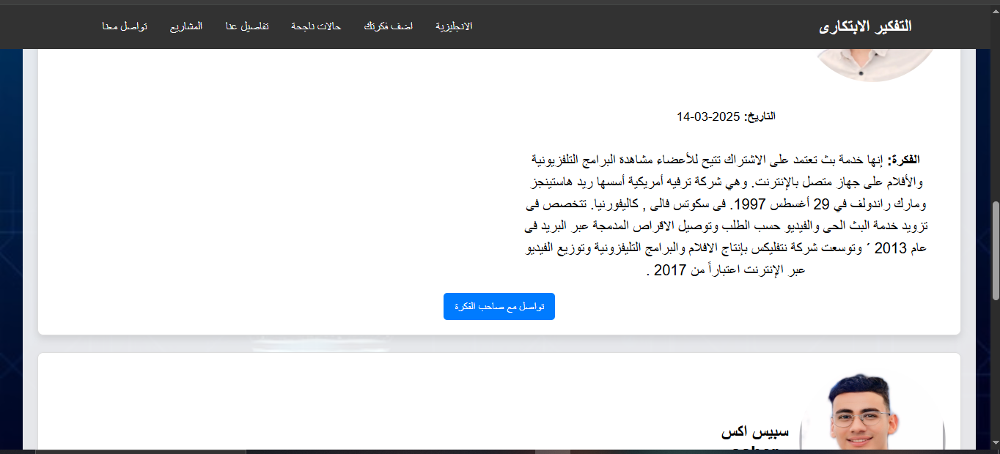 التفكير الابتكارى
الانجليزية اضف فكرتك حالات ناجحة تفاصيل عنا المشاريع تواصل معنا
التاريخ: 2025-03-14
الفكرة: إنها خدمة بث تعتمد على الاشتراك تتيح للأعضاء مشاهدة البرامج التلفزيونية
والأفلام على جهاز متصل بالإنترنت. وهي شركة ترفيه أمريكية أسسها ريد هاستينجز
ومارك راندولف في 29 أغسطس 1997. فى سكوتس فالى , كاليفورنيا. تتخصص فى
تزويد خدمة البث الحى والفيديو حسب الطلب وتوصيل الاقراص المدمجة عبر البريد فى
عام 2013 ́ وتوسعت شركة نتفليكس بإنتاج الافلام والبرامج التليفزونية وتوزيع الفيديو
عبر الإنترنت اعتباراً من 2017 .
تواصل مع صاحب الفكرة
سبيس اكس